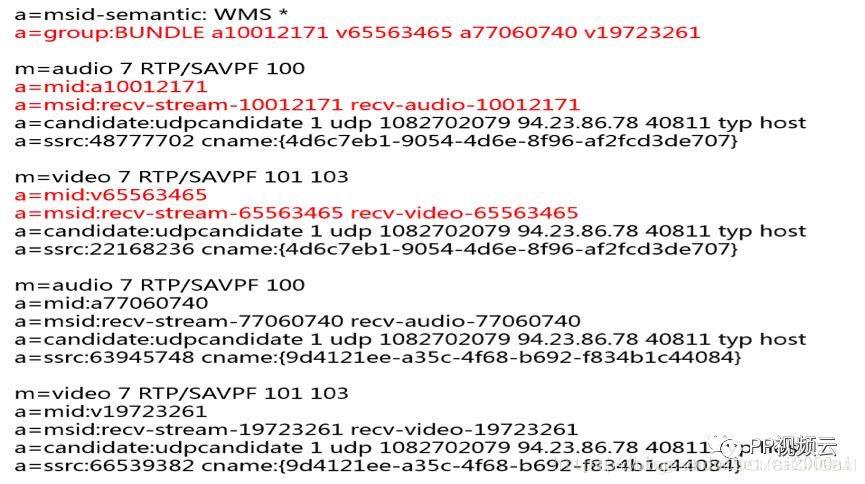 a=msid-semantic: WMS *
a=group:BUNDLE a10012171 v65563465 a77060740 v19723261
m=audio 7 RTP/SAVPF 100
a=mid:a10012171
a=msid:recv-stream-10012171 recv-audio-10012171
a=candidate:udpcandidate 1 udp 1082702079 94.23.86.78 40811 typ host
a=ssrc:48777702 cname:{4d6c7eb1-9054-4d6e-8f96-af2fcd3de707}
m=video 7 RTP/SAVPF 101 103
a=mid:v65563465
a=msid:recv-stream-65563465 recv-video-65563465
a=candidate:udpcandidate 1 udp 1082702079 94.23.86.78 40811 typ host
a=ssrc:22168236 cname:{4d6c7eb1-9054-4d6e-8f96-af2fcd3de707}
m=audio 7 RTP/SAVPF 100
a=mid:a77060740
a=msid:recv-stream-77060740 recv-audio-77060740
a=candidate:udpcandidate 1 udp 1082702079 94.23.86.78 40811 typ host
a=ssrc:63945748 cname:{9d4121ee-a35c-4f68-b692-f834b1c44084}
m=video 7 RTP/SAVPF 101 103
a=mid:v19723261
a=msid:recv-stream-19723261 recv-video-19723261
a=candidate:udpcandidate 1 udp 1082702079 94.23.86.78 40811 typ host
PP视频云
a=ssrc:66539382 cname:{9d4121ee-a35c-4f68-b692-f834b1c44084}